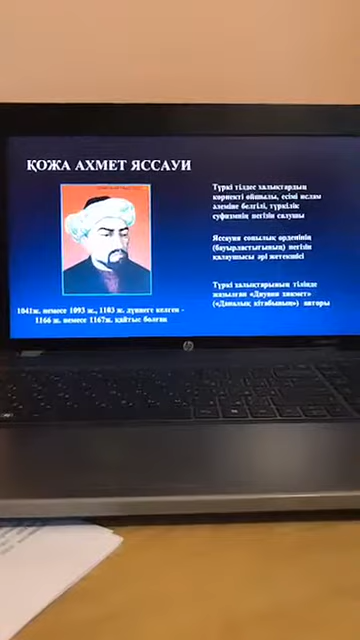 ҚОЖА АХМЕТ ЯССАУИ
Түркі тілдес халықтардың
көрнекті ойшылы, есімі ислам
әлеміне белгілі, түркілік
суфизмнің негізін салушы
Яссауия сопылық орденінің
(бауырластығының) негізін
қалаушысы әрі жетекшісі
Түркі халықтарының тілінде
жазылған «Диуани хикмет»
(«Даналық кітабының») авторы
1041ж. немесе 1093 ж., 1103 ж. дүниеге келген -
1166 ж. немесе 1167ж. қайтыс болған
hp